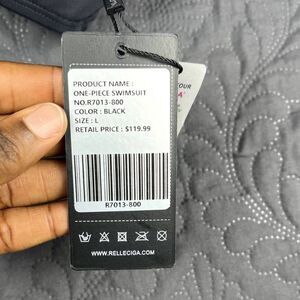 PRODUCT NAME :
ONE-PIECE SWIMSUIT
NO.R7013-800
COLOR : BLACK
SIZE : L
RETAIL PRICE : $119.99
R7013-800
WWW.RELLECIGA.COM
YOUR